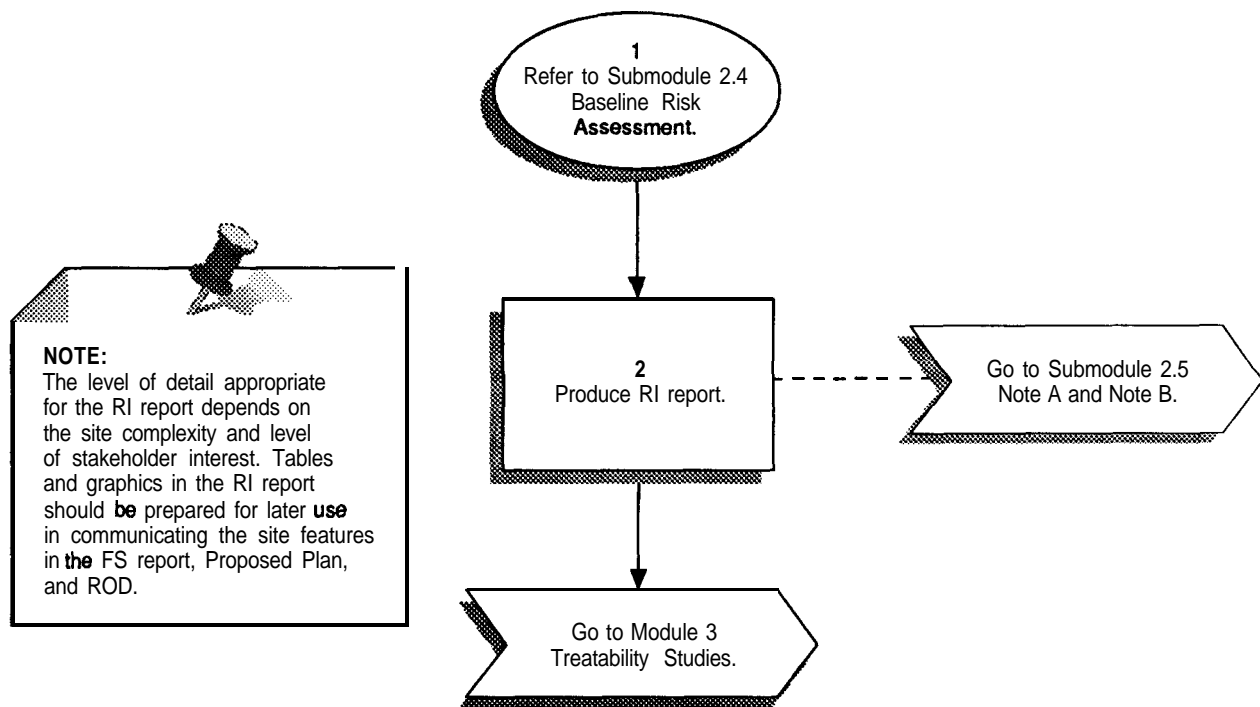 1
Refer to Submodule 2.4
Baseline Risk
Assessment.
NOTE:
The level of detail appropriate
for the RI report depends on
the site complexity and level
of stakeholder interest. Tables
and graphics in the RI report
should be prepared for later use
in communicating the site features
in the FS report, Proposed Plan,
and ROD.
2
Produce RI report.
Go to Submodule 2.5
Note A and Note B.
Go to Module 3
Treatability Studies.